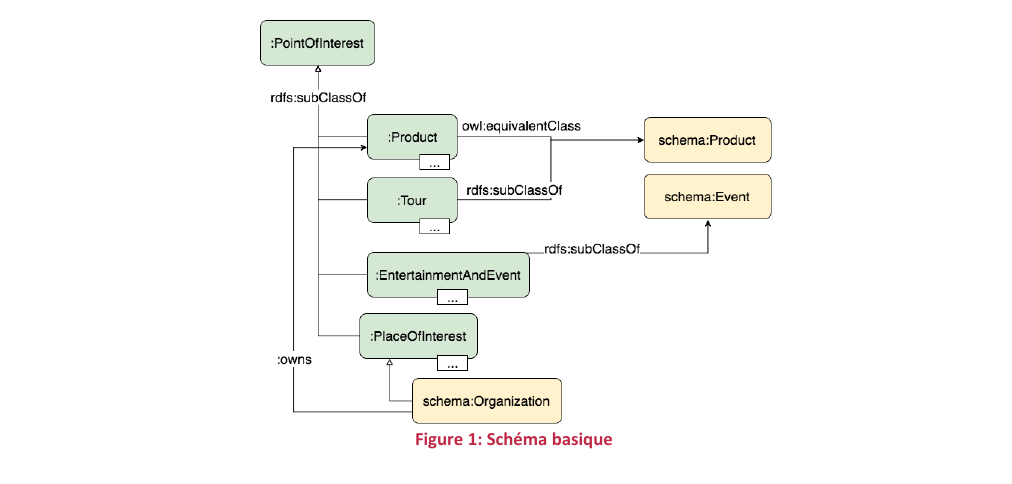 :PointOfInterest
rdfs:subClassOf
:Product
...
owl:equivalentClass
schema:Product
:Tour
...
rdfs:subClassOf
schema:Event
:EntertainmentAndEvent
...
rdfs:subClassOf
:PlaceOfInterest
...
:owns
schema:Organization
Figure 1: Schéma basique